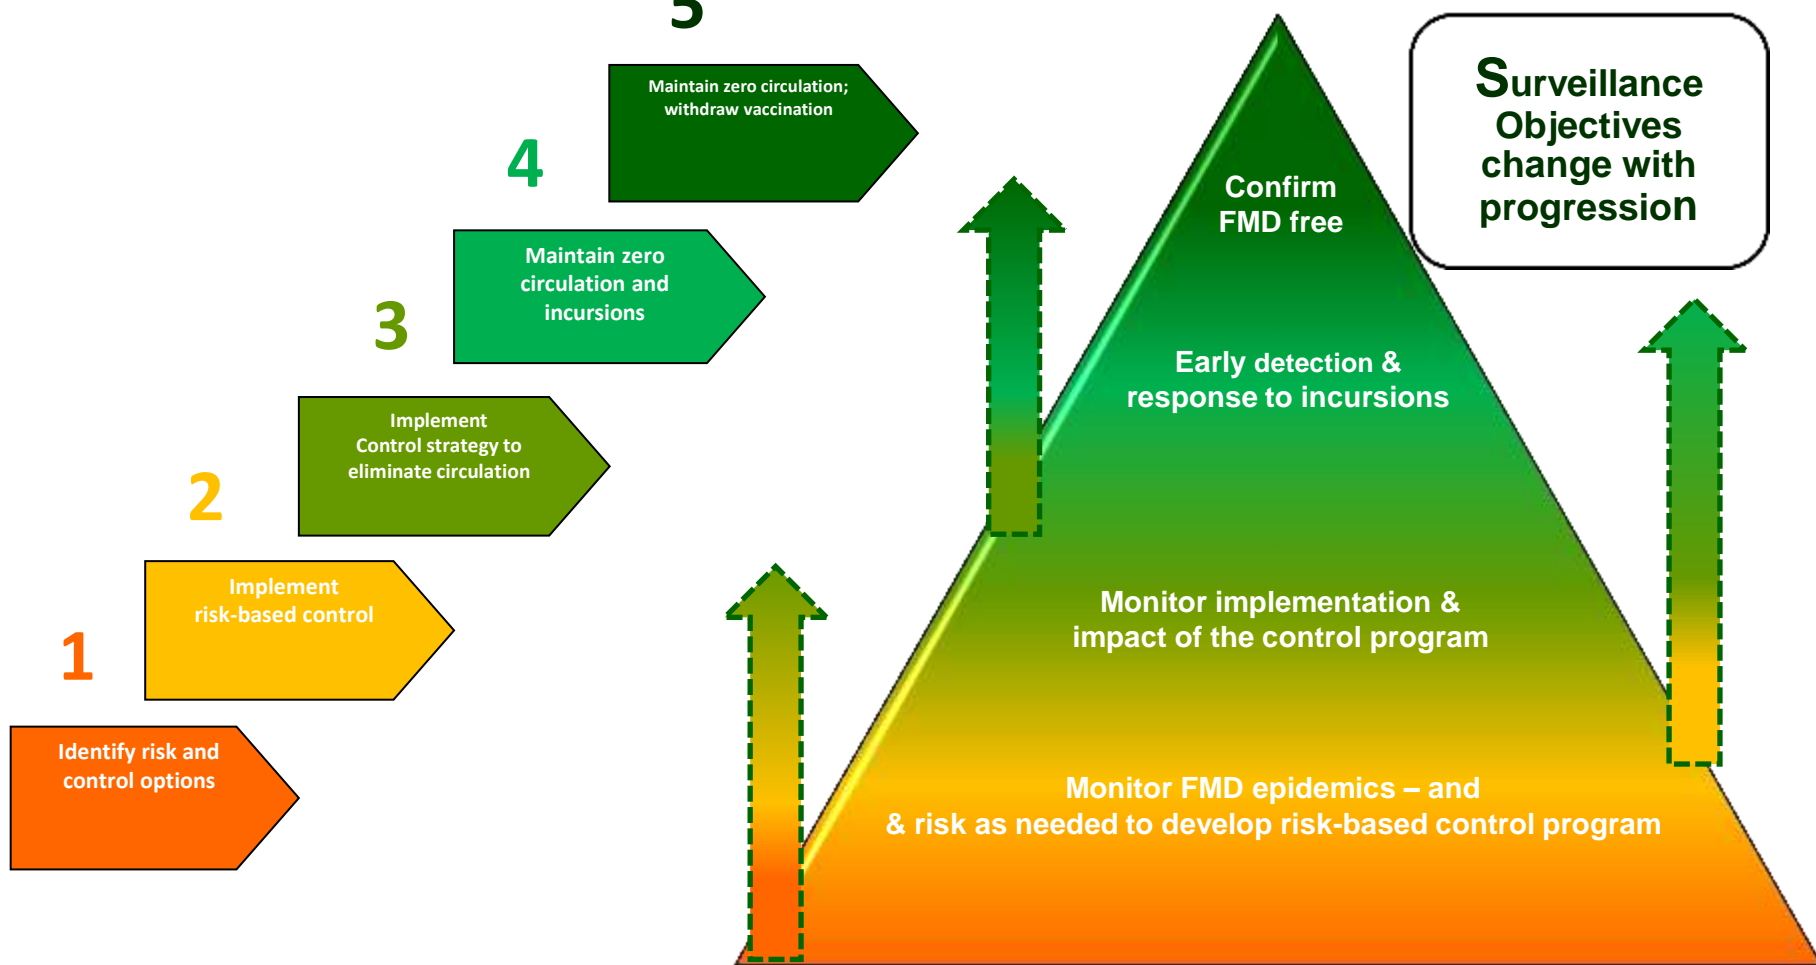 5
Maintain zero circulation;
withdraw vaccination
4
Maintain zero
circulation and
incursions
3
Implement
Control strategy to
eliminate circulation
2
Implement
risk-based control
1
Identify risk and
control options
Confirm
FMD free
Early detection &
response to incursions
Monitor implementation &
impact of the control program
Monitor FMD epidemics – and
& risk as needed to develop risk-based control program
Surveillance
Objectives
change with
progression